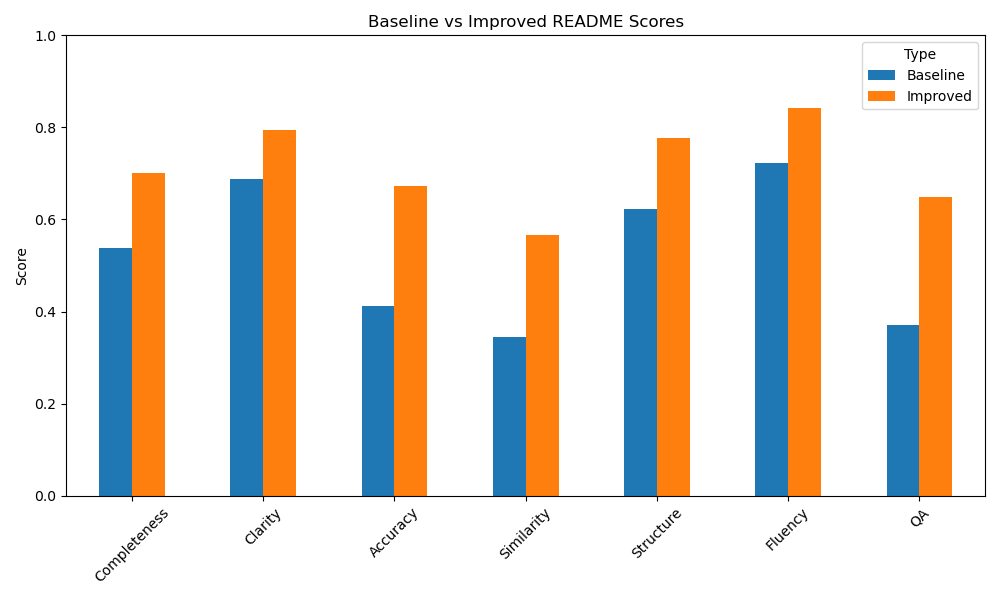 Baseline vs Improved README Scores
Type
Baseline
Improved
Score
1.0
0.8
0.6
0.4
0.2
0.0
Completeness
Clarity
Accuracy
Similarity
Structure
Fluency
QA